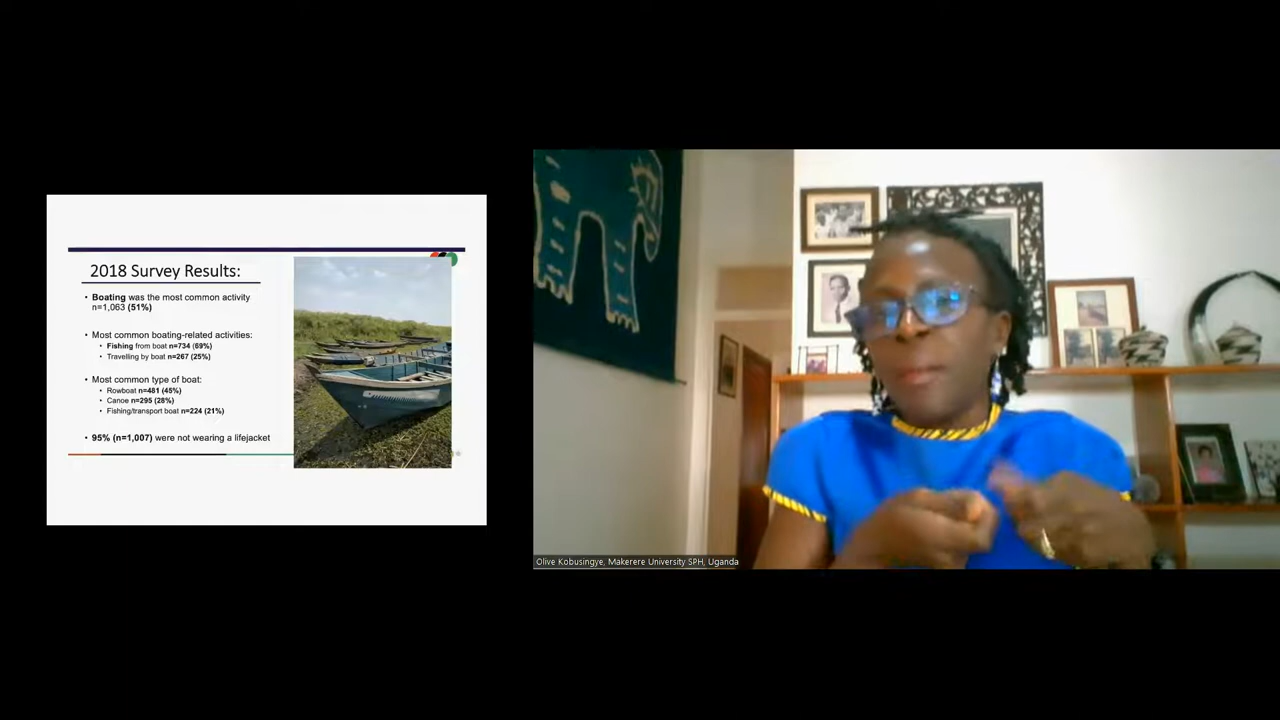 2018 Survey Results:
• Boating was the most common activity
n=1,063 (51%)
• Most common boating-related activities:
• Fishing from boat n=734 (69%)
• Travelling by boat n=267 (25%)
• Most common type of boat:
• Rowboat n=481 (45%)
• Canoe n=295 (28%)
• Fishing/transport boat n=224 (21%)
• 95% (n=1,007) were not wearing a lifejacket
Olive Kobusingye, Makerere University SPH, Uganda